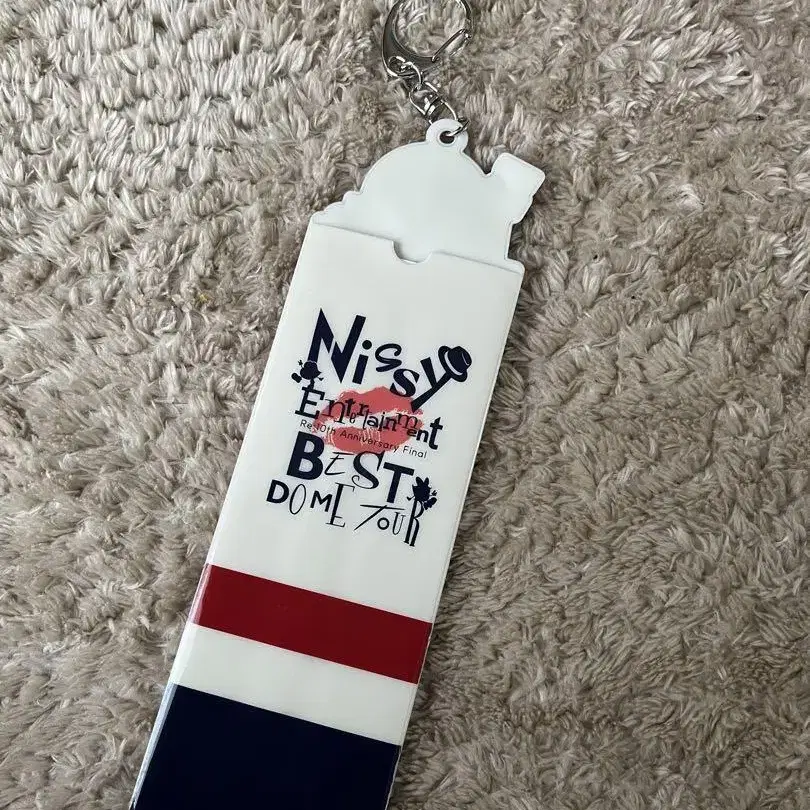 Nissy
Entertainment
Re:10th Anniversary Final
BEST
DOME TOUR